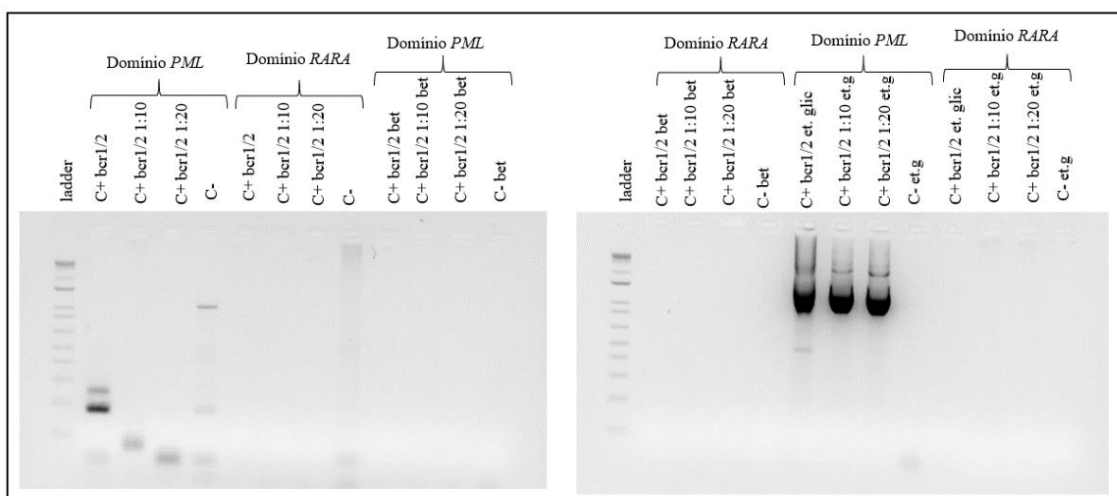 Domínio PML
Domínio RARA
Domínio PML
ladder
C+ bcr1/2
C+ bcr1/2 1:10
C+ bcr1/2 1:20
C-
C+ bcr1/2
C+ bcr1/2 1:10
C+ bcr1/2 1:20
C-
C+ bcr1/2 bet
C+ bcr1/2 1:10 bet
C+ bcr1/2 1:20 bet
C- bet
Domínio RARA
Domínio PML
Domínio RARA
ladder
C+ bcr1/2 bet
C+ bcr1/2 1:10 bet
C+ bcr1/2 1:20 bet
C- bet
C+ bcr1/2 et. glic
C+ bcr1/2 1:10 et.g
C+ bcr1/2 1:20 et.g
C- et.g
C+ bcr1/2 et. glic
C+ bcr1/2 1:10 et.g
C+ bcr1/2 1:20 et.g
C- et.g